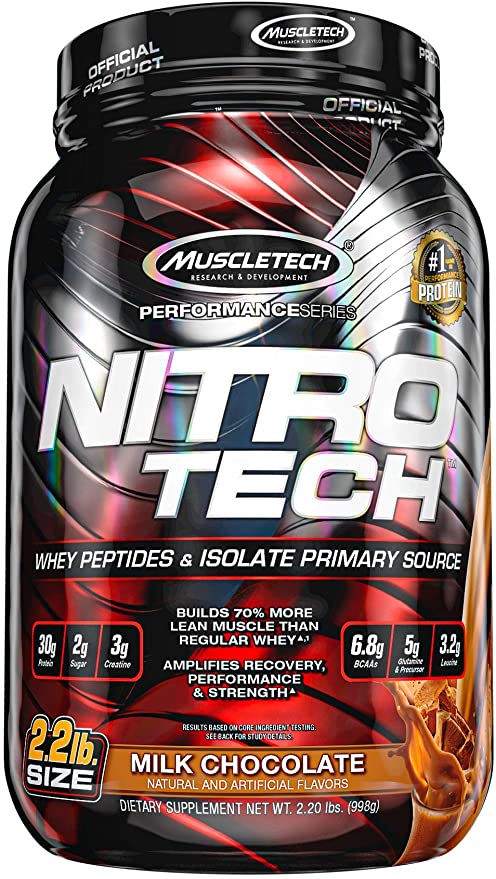 OFFICIAL
PRODUCT
MUSCLETECH
RESEARCH & DEVELOPMENT
OFFICIAL
PRODUCT
™
MUSCLETECH®
RESEARCH & DEVELOPMENT
PERFORMANCESERIES
#1
PERFORMANCE
PROTEIN
NITRO
TECH™
WHEY PEPTIDES & ISOLATE PRIMARY SOURCE
30g
Protein
2g
Sugar
3g
Creatine
BUILDS 70% MORE
LEAN MUSCLE THAN
REGULAR WHEY▲,1
AMPLIFIES RECOVERY,
PERFORMANCE
& STRENGTH▲
6.8g
BCAAs
5g
Glutamine
& Precursor
3.2g
Leucine
RESULTS BASED ON CORE INGREDIENT TESTING.
SEE BACK FOR STUDY DETAILS.
2.2lb.
SIZE
MILK CHOCOLATE
NATURAL AND ARTIFICIAL FLAVORS
DIETARY SUPPLEMENT NET WT. 2.20 lbs. (998g)